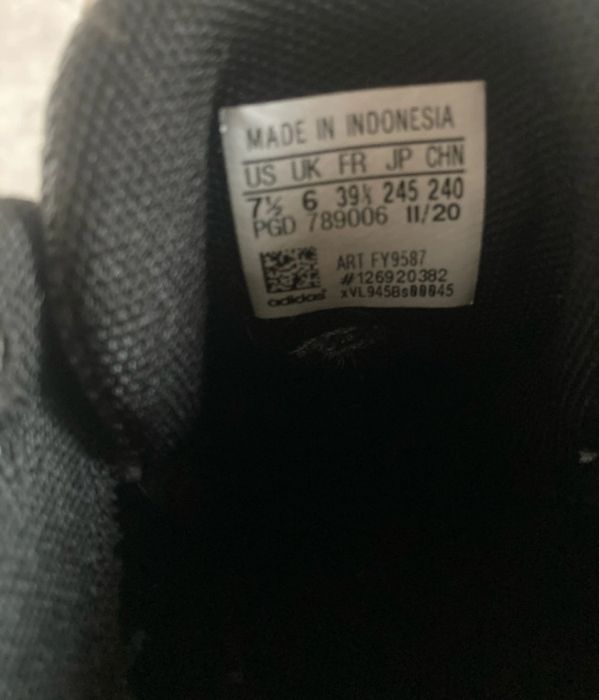 MADE IN INDONESIA
US UK FR JP CHN
7½ 6 39⅓ 245 240
PGD 789006 11/20
ART FY9587
#126920382
adidas xVL945Bs00045